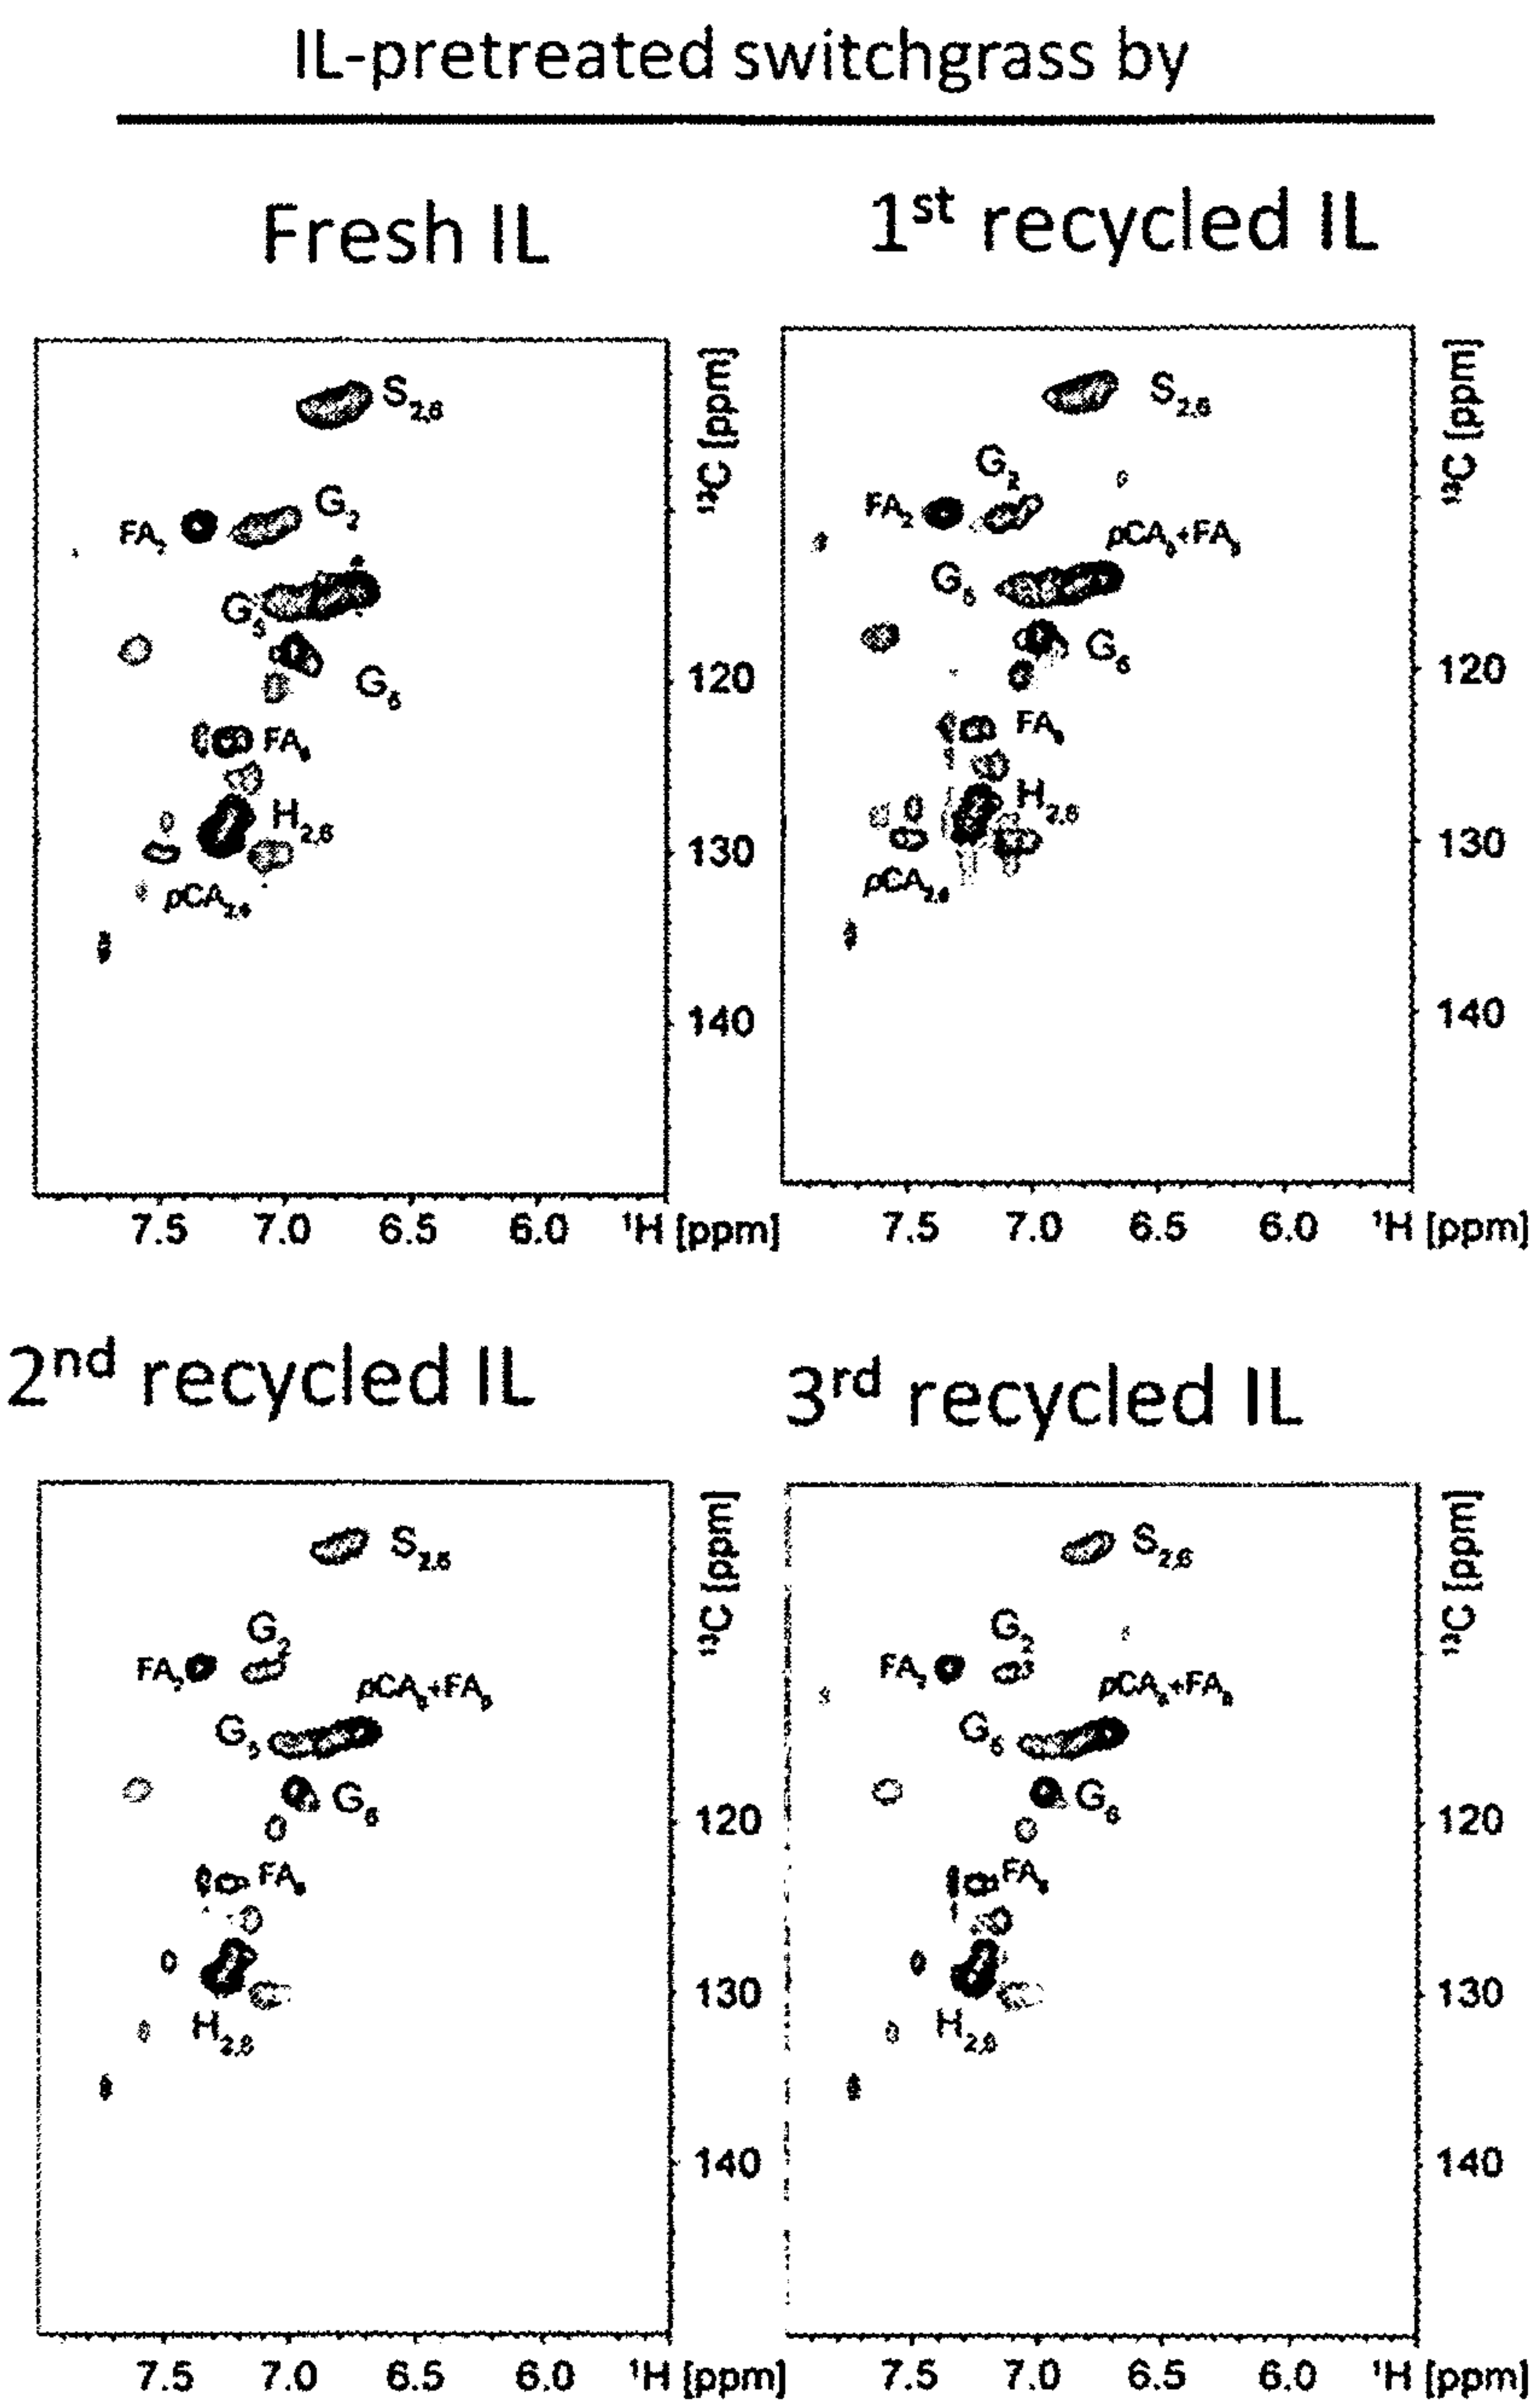 IL-pretreated switchgrass by
Fresh IL
1st recycled IL
S2,6
G2
FA2
G5
G6
FA6
H2,6
pCA2,6
13C [ppm]
120
130
140
7.5 7.0 6.5 6.0 1H [ppm]
S2,6
G2
FA2
pCA5+FA5
G5
G6
FA6
H2,6
pCA2,6
13C [ppm]
120
130
140
7.5 7.0 6.5 6.0 1H [ppm]
2nd recycled IL
3rd recycled IL
S2,6
G2
FA2
pCA5+FA5
G5
G6
FA6
H2,6
13C [ppm]
120
130
140
7.5 7.0 6.5 6.0 1H [ppm]
S2,6
G2
FA2
pCA5+FA5
G5
G6
FA6
H2,6
13C [ppm]
120
130
140
7.5 7.0 6.5 6.0 1H [ppm]